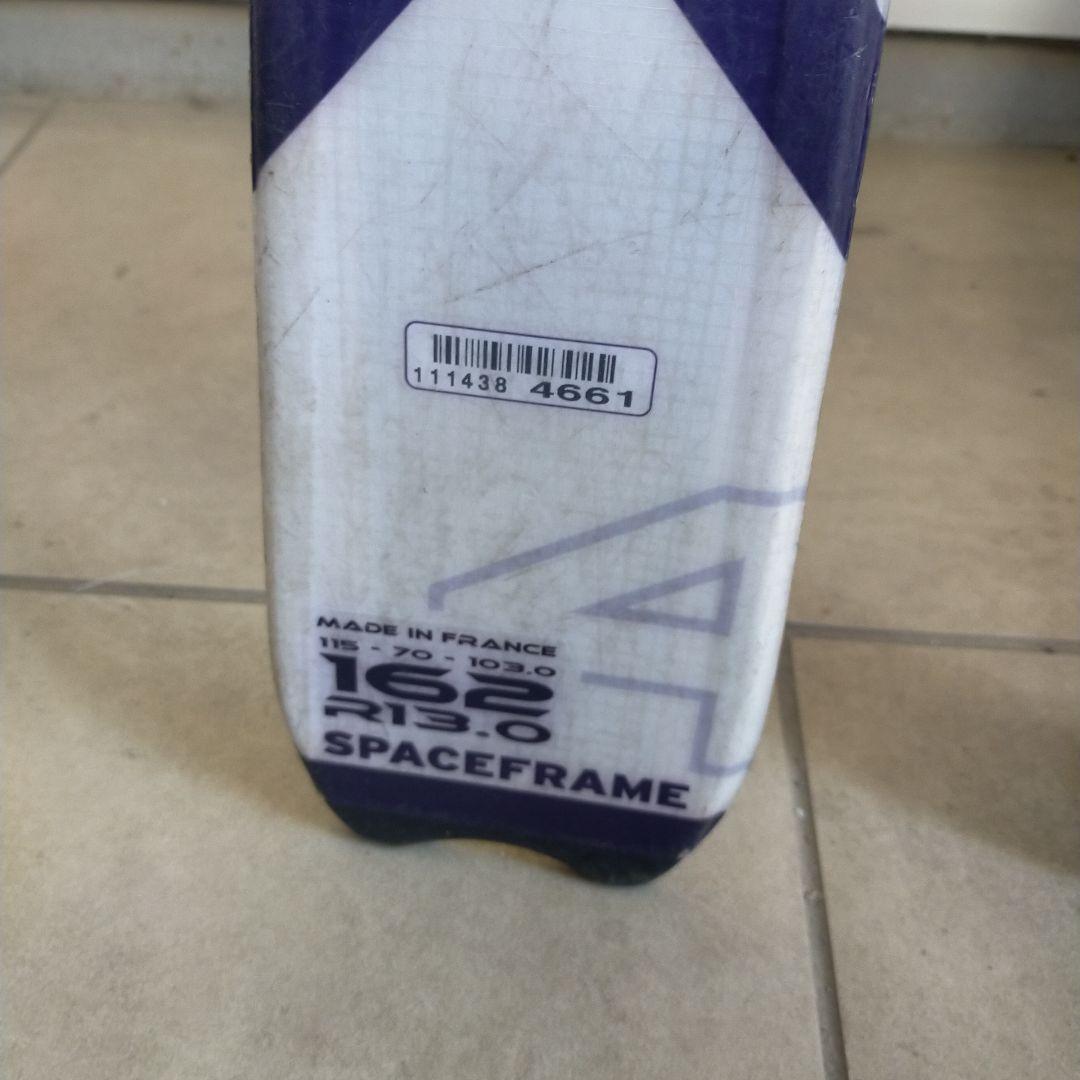 111438 4661
MADE IN FRANCE
115 - 70 - 103.0
162
R13.0
SPACEFRAME